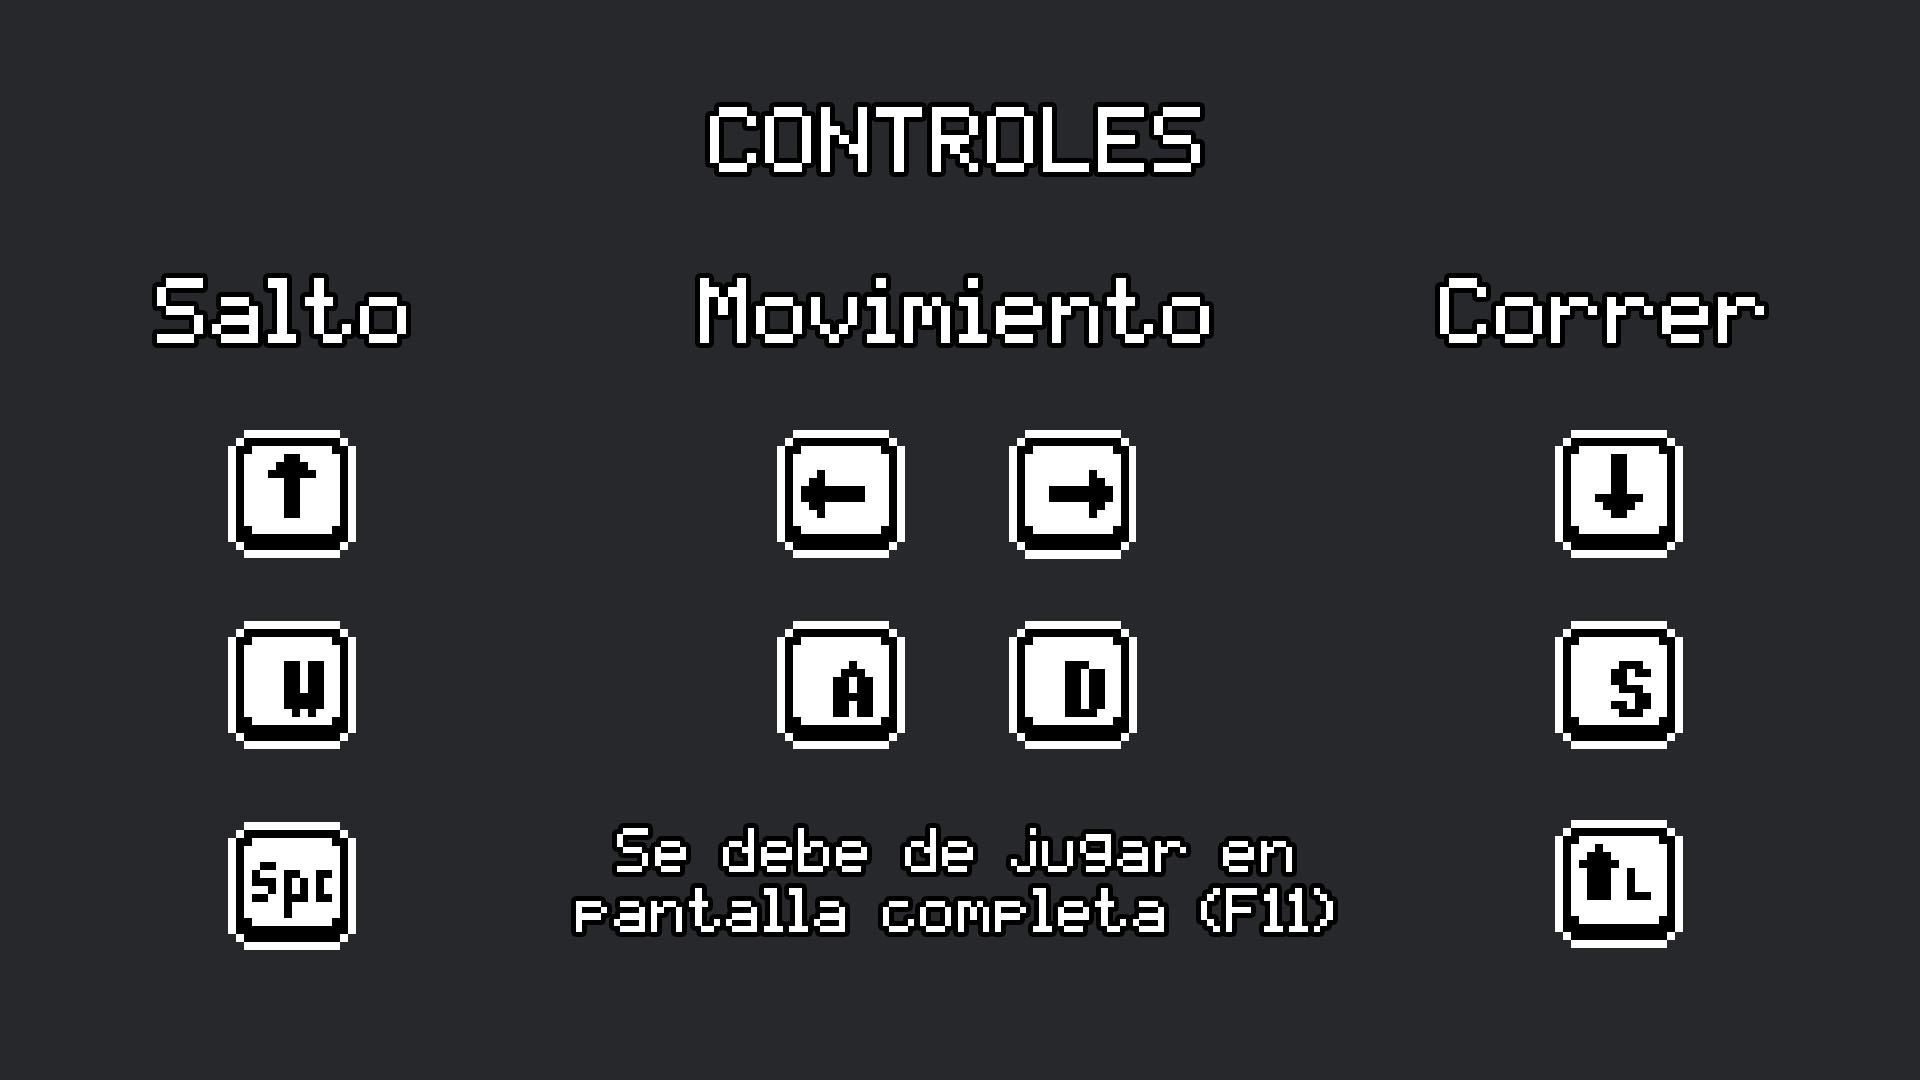 CONTROLES
Salto Movimiento Correr
↑ ← → ↓
W A D S
Spc
Se debe de jugar en
pantalla completa (F11)
⬆L